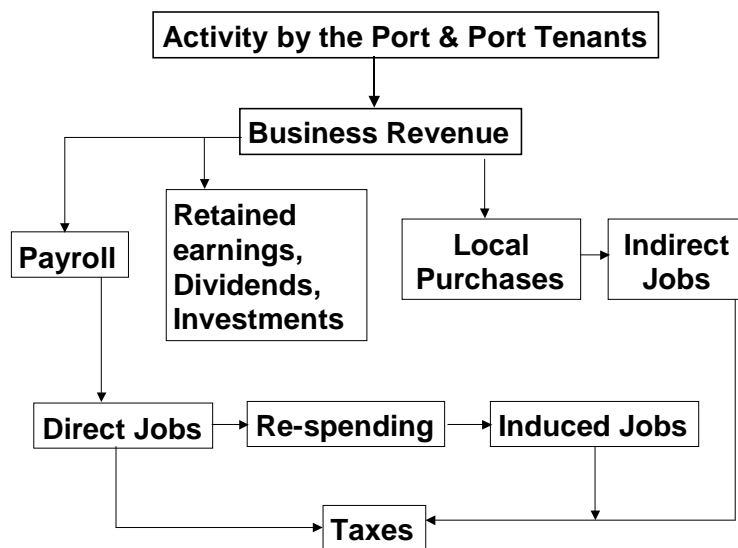 Activity by the Port & Port Tenants
Business Revenue
Payroll
Retained
earnings,
Dividends,
Investments
Local
Purchases
Indirect
Jobs
Direct Jobs
Re-spending
Induced Jobs
Taxes